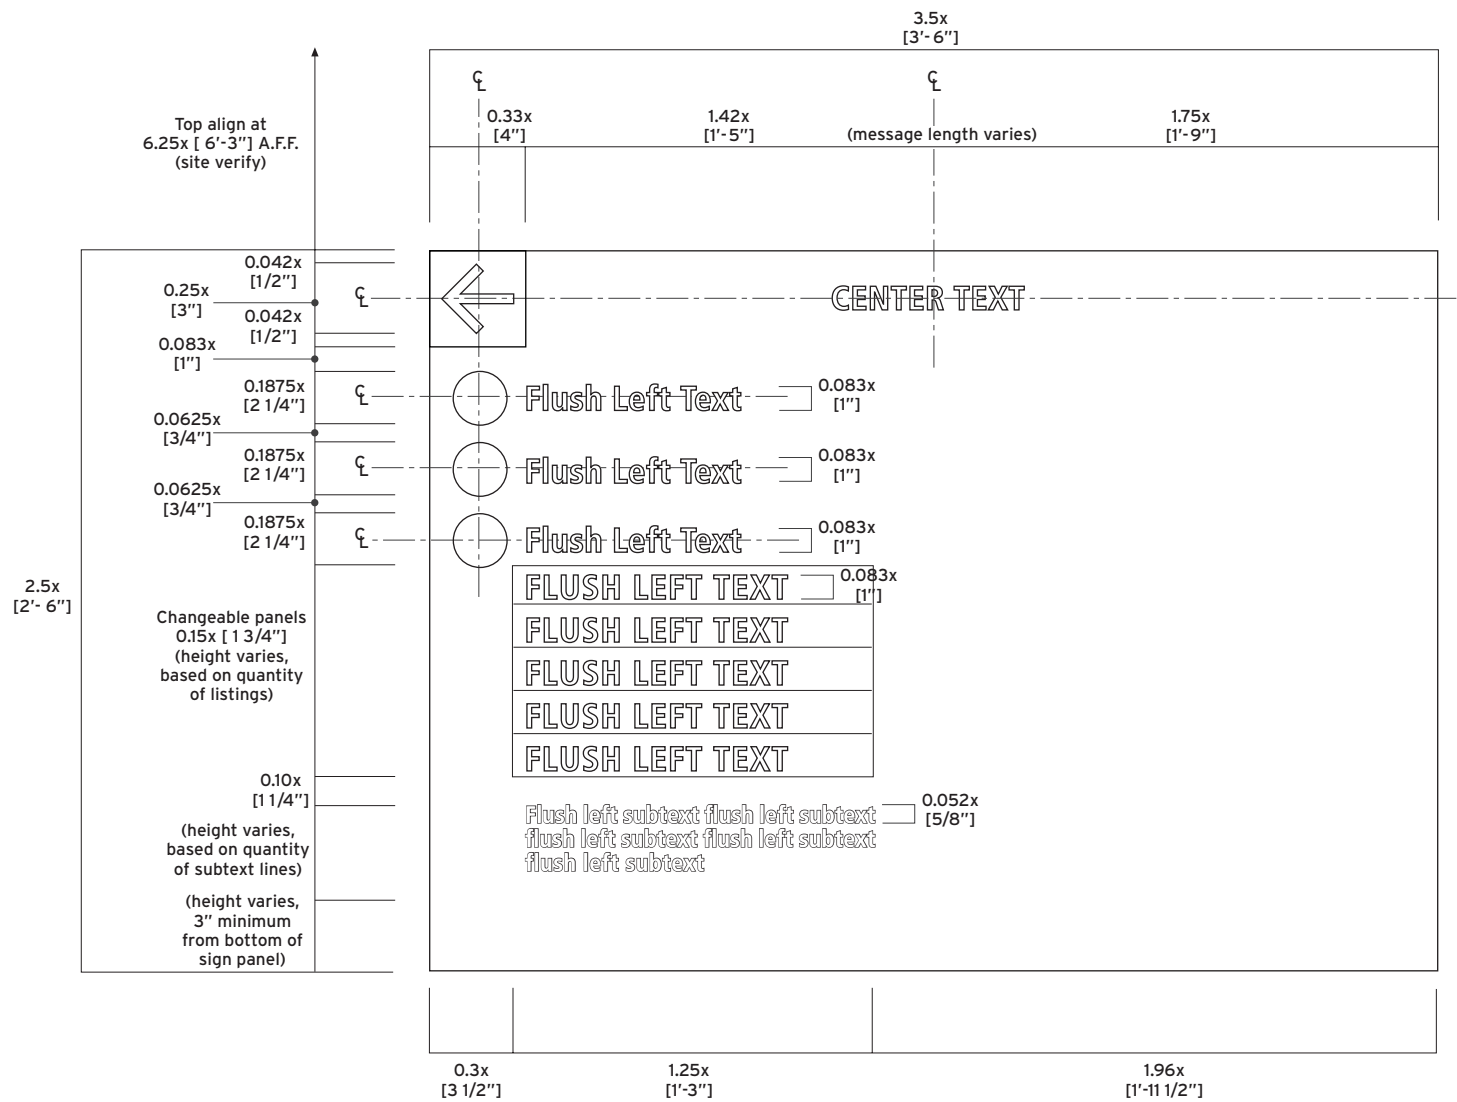 3.5x
[3'- 6"]
℄
℄
0.33x
[4"]
1.42x
[1'- 5"]
(message length varies)
1.75x
[1'- 9"]
Top align at
6.25x [ 6'-3"] A.F.F.
(site verify)
0.042x
[1/2"]
0.25x
[3"]
0.042x
[1/2"]
0.083x
[1"]
℄
CENTER TEXT
0.1875x
[2 1/4"]
℄
Flush Left Text
0.083x
[1"]
0.0625x
[3/4"]
0.1875x
[2 1/4"]
℄
Flush Left Text
0.083x
[1"]
0.0625x
[3/4"]
0.1875x
[2 1/4"]
℄
Flush Left Text
0.083x
[1"]
2.5x
[2'- 6"]
FLUSH LEFT TEXT
0.083x
[1"]
FLUSH LEFT TEXT
FLUSH LEFT TEXT
FLUSH LEFT TEXT
FLUSH LEFT TEXT
Changeable panels
0.15x [ 1 3/4"]
(height varies,
based on quantity
of listings)
0.10x
[1 1/4"]
Flush left subtext flush left subtext
flush left subtext flush left subtext
flush left subtext
0.052x
[5/8"]
(height varies,
based on quantity
of subtext lines)
(height varies,
3" minimum
from bottom of
sign panel)
0.3x
[3 1/2"]
1.25x
[1'-3"]
1.96x
[1'-11 1/2"]